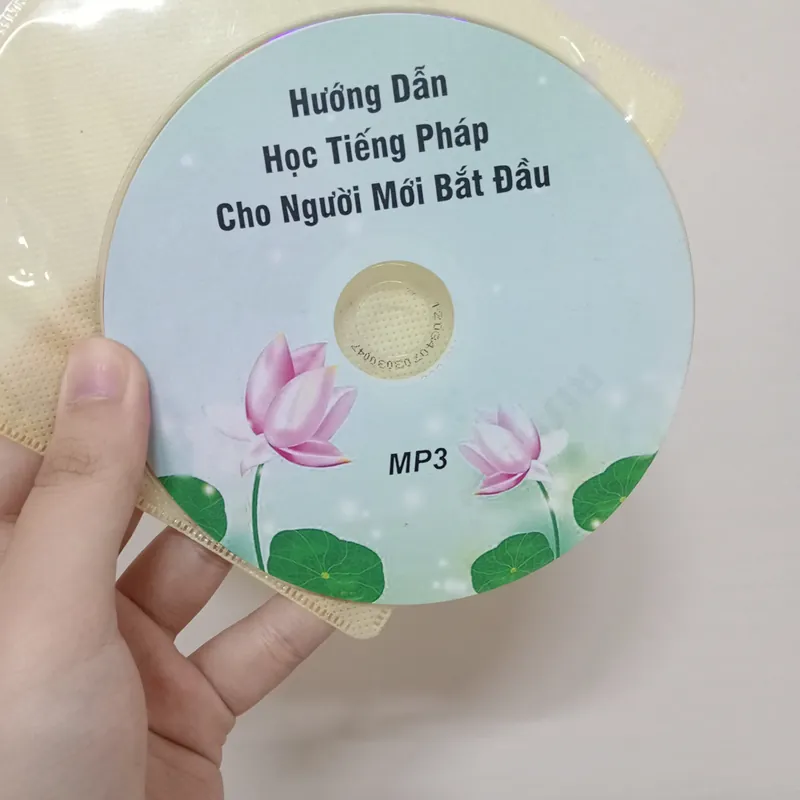 Hướng Dẫn
Học Tiếng Pháp
Cho Người Mới Bắt Đầu
MP3